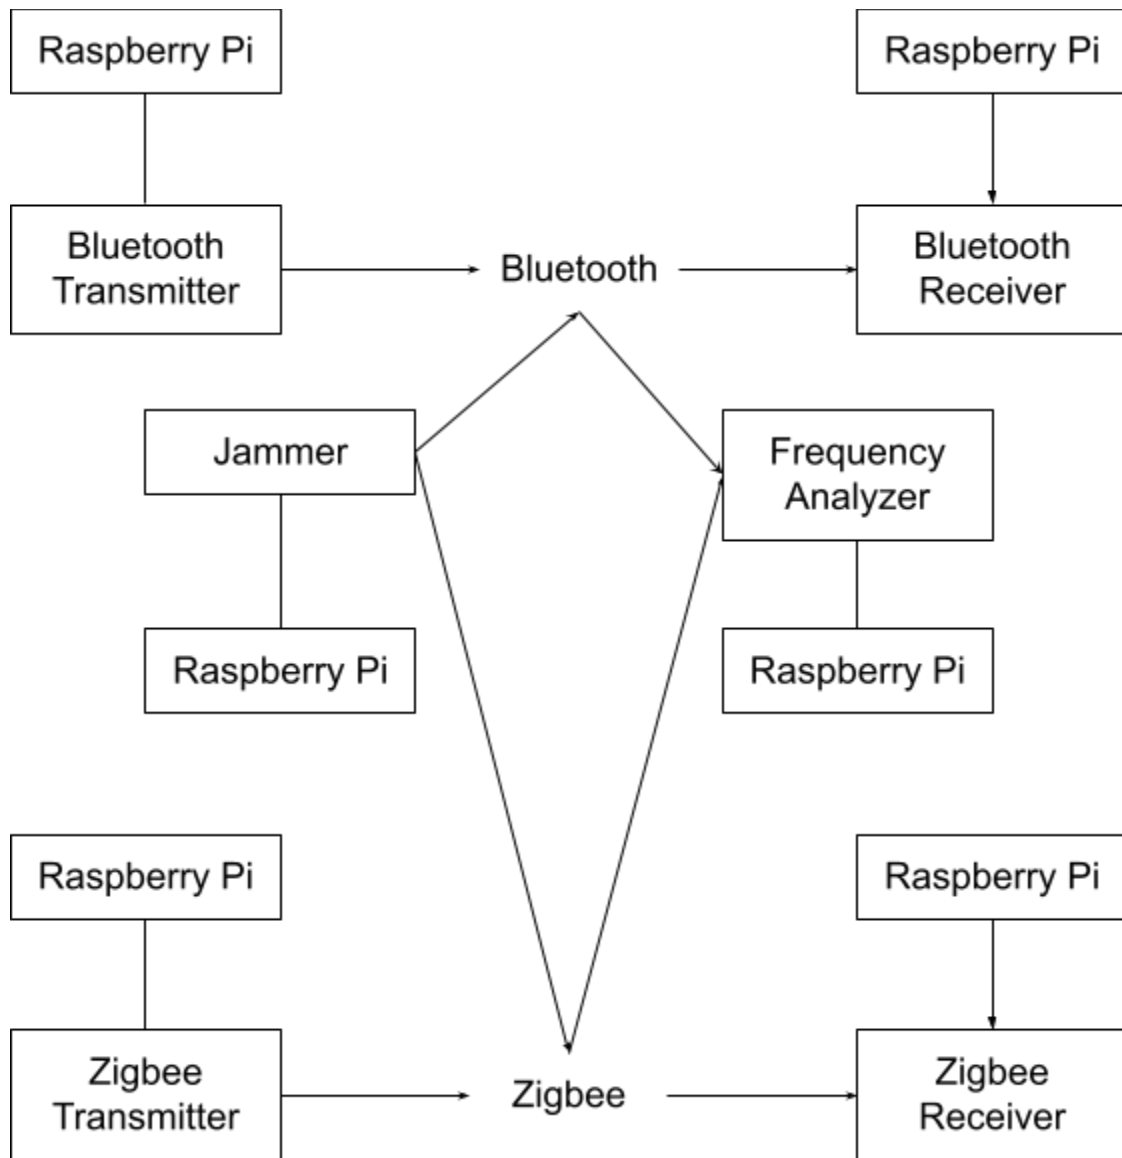 Raspberry Pi
Raspberry Pi
Bluetooth
Transmitter
Bluetooth
Bluetooth
Receiver
Jammer
Frequency
Analyzer
Raspberry Pi
Raspberry Pi
Raspberry Pi
Raspberry Pi
Zigbee
Transmitter
Zigbee
Zigbee
Receiver